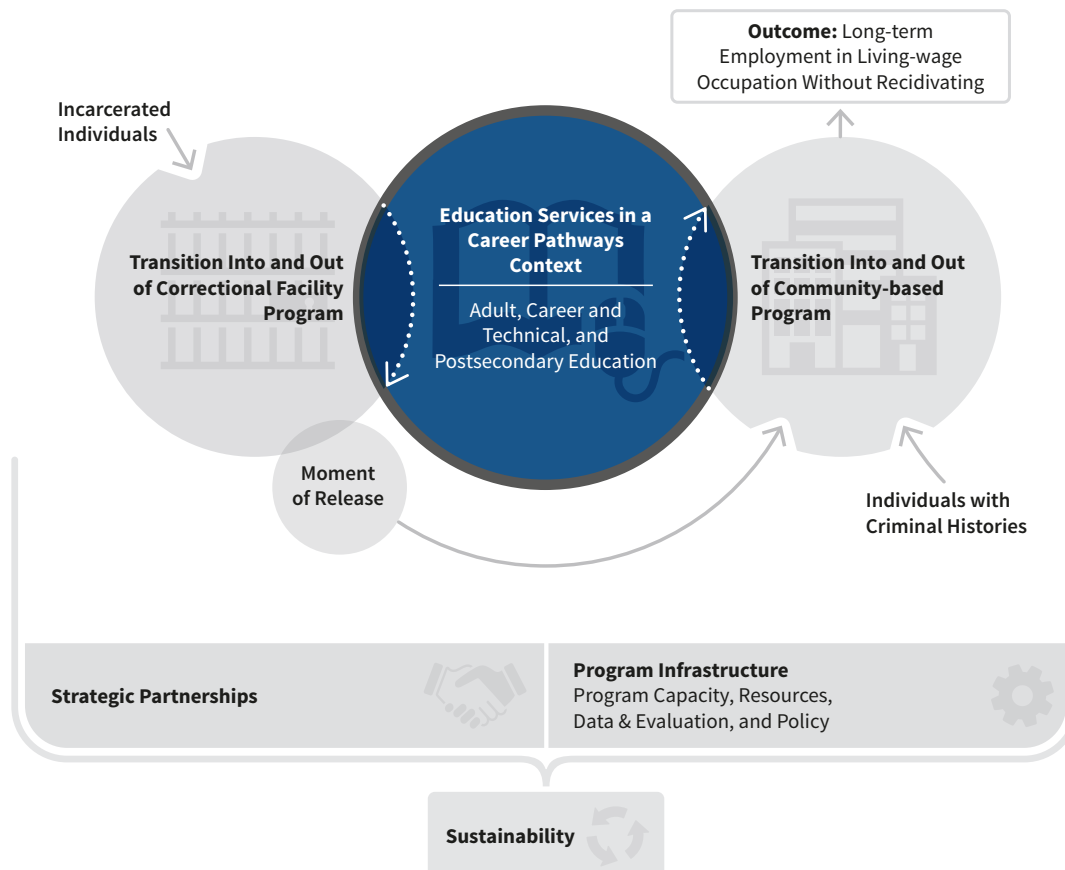 Outcome: Long-term
Employment in Living-wage
Occupation Without Recidivating
Incarcerated
Individuals
Education Services in a
Career Pathways
Context
Adult, Career and
Technical, and
Postsecondary Education
Transition Into and Out
of Correctional Facility
Program
Transition Into and Out
of Community-based
Program
Moment
of Release
Individuals with
Criminal Histories
Strategic Partnerships
Program Infrastructure
Program Capacity, Resources,
Data & Evaluation, and Policy
Sustainability